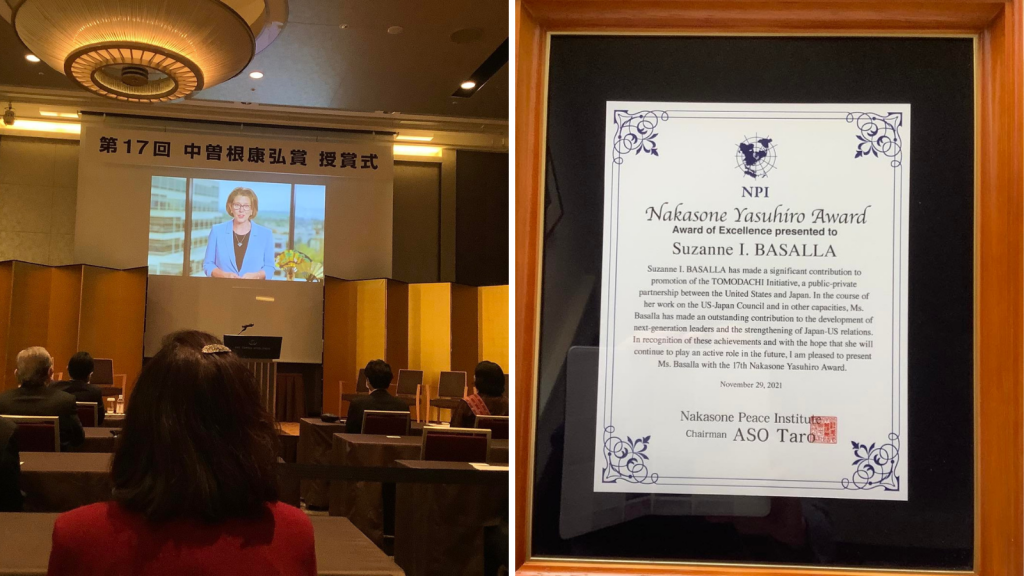 第17回 中曽根康弘賞 授賞式
NPI
Nakasone Yasuhiro Award
Award of Excellence presented to
Suzanne I. BASALLA
Suzanne I. BASALLA has made a significant contribution to
promotion of the TOMODACHI Initiative, a public-private
partnership between the United States and Japan. In the course of
her work on the US-Japan Council and in other capacities, Ms.
Basalla has made an outstanding contribution to the development of
next-generation leaders and the strengthening of Japan-US relations.
In recognition of these achievements and with the hope that she will
continue to play an active role in the future, I am pleased to present
Ms. Basalla with the 17th Nakasone Yasuhiro Award.
November 29, 2021
Nakasone Peace Institute
Chairman ASO Taro